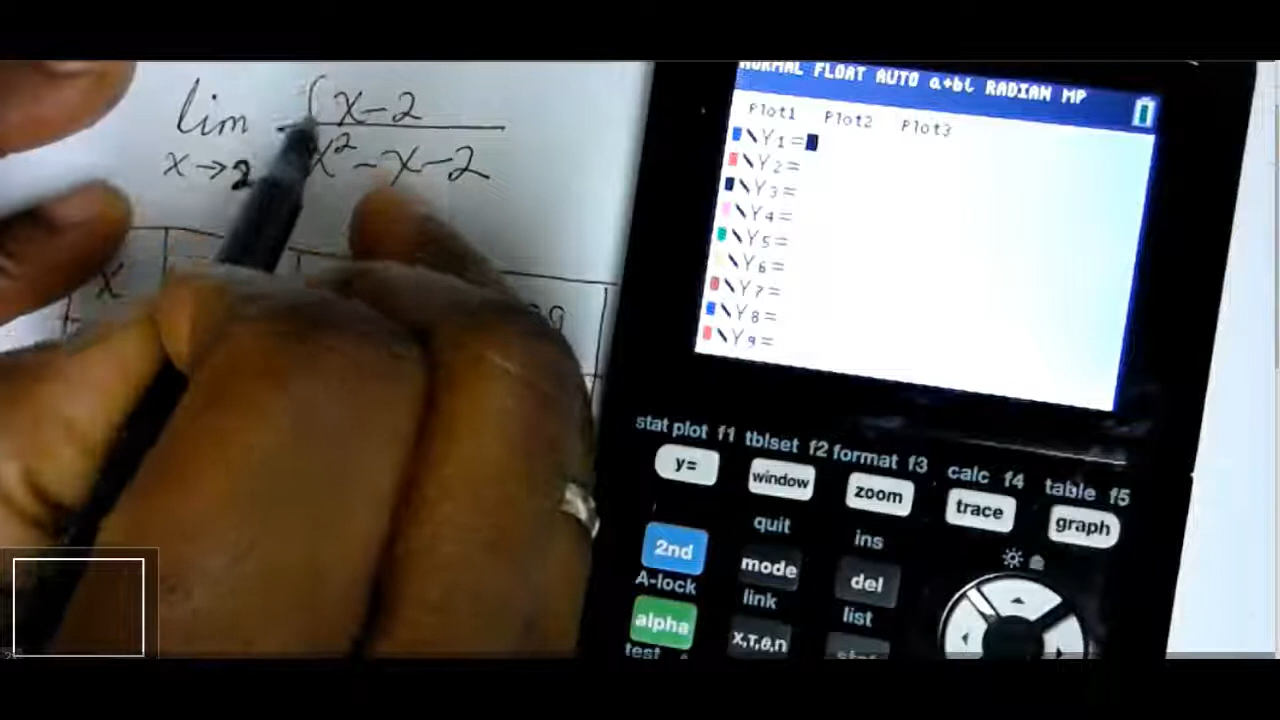 lim (x-2
x→2 x²-x-2
x
NORMAL FLOAT AUTO a+bi RADIAN MP
Plot1 Plot2 Plot3
\Y1=
\Y2=
\Y3=
\Y4=
\Y5=
\Y6=
\Y7=
\Y8=
\Y9=
stat plot f1 tblset f2 format f3 calc f4 table f5
y= window zoom trace graph
quit ins
2nd mode del
A-lock link list
alpha x,T,θ,n
test